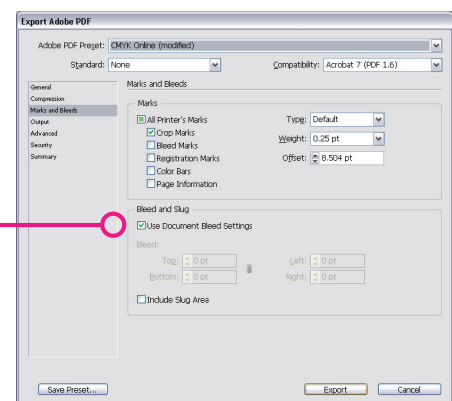 Export Adobe PDF
Adobe PDF Preset: CMYK Online (modified)
Standard: None Compatibility: Acrobat 7 (PDF 1.6)
General
Compression
Marks and Bleeds
Output
Advanced
Security
Summary
Marks and Bleeds
Marks
All Printer's Marks
Crop Marks
Bleed Marks
Registration Marks
Color Bars
Page Information
Type: Default
Weight: 0.25 pt
Offset: 8.504 pt
Bleed and Slug
Use Document Bleed Settings
Bleed:
Top: 0 pt Left: 0 pt
Bottom: 0 pt Right: 0 pt
Include Slug Area
Save Preset... Export Cancel